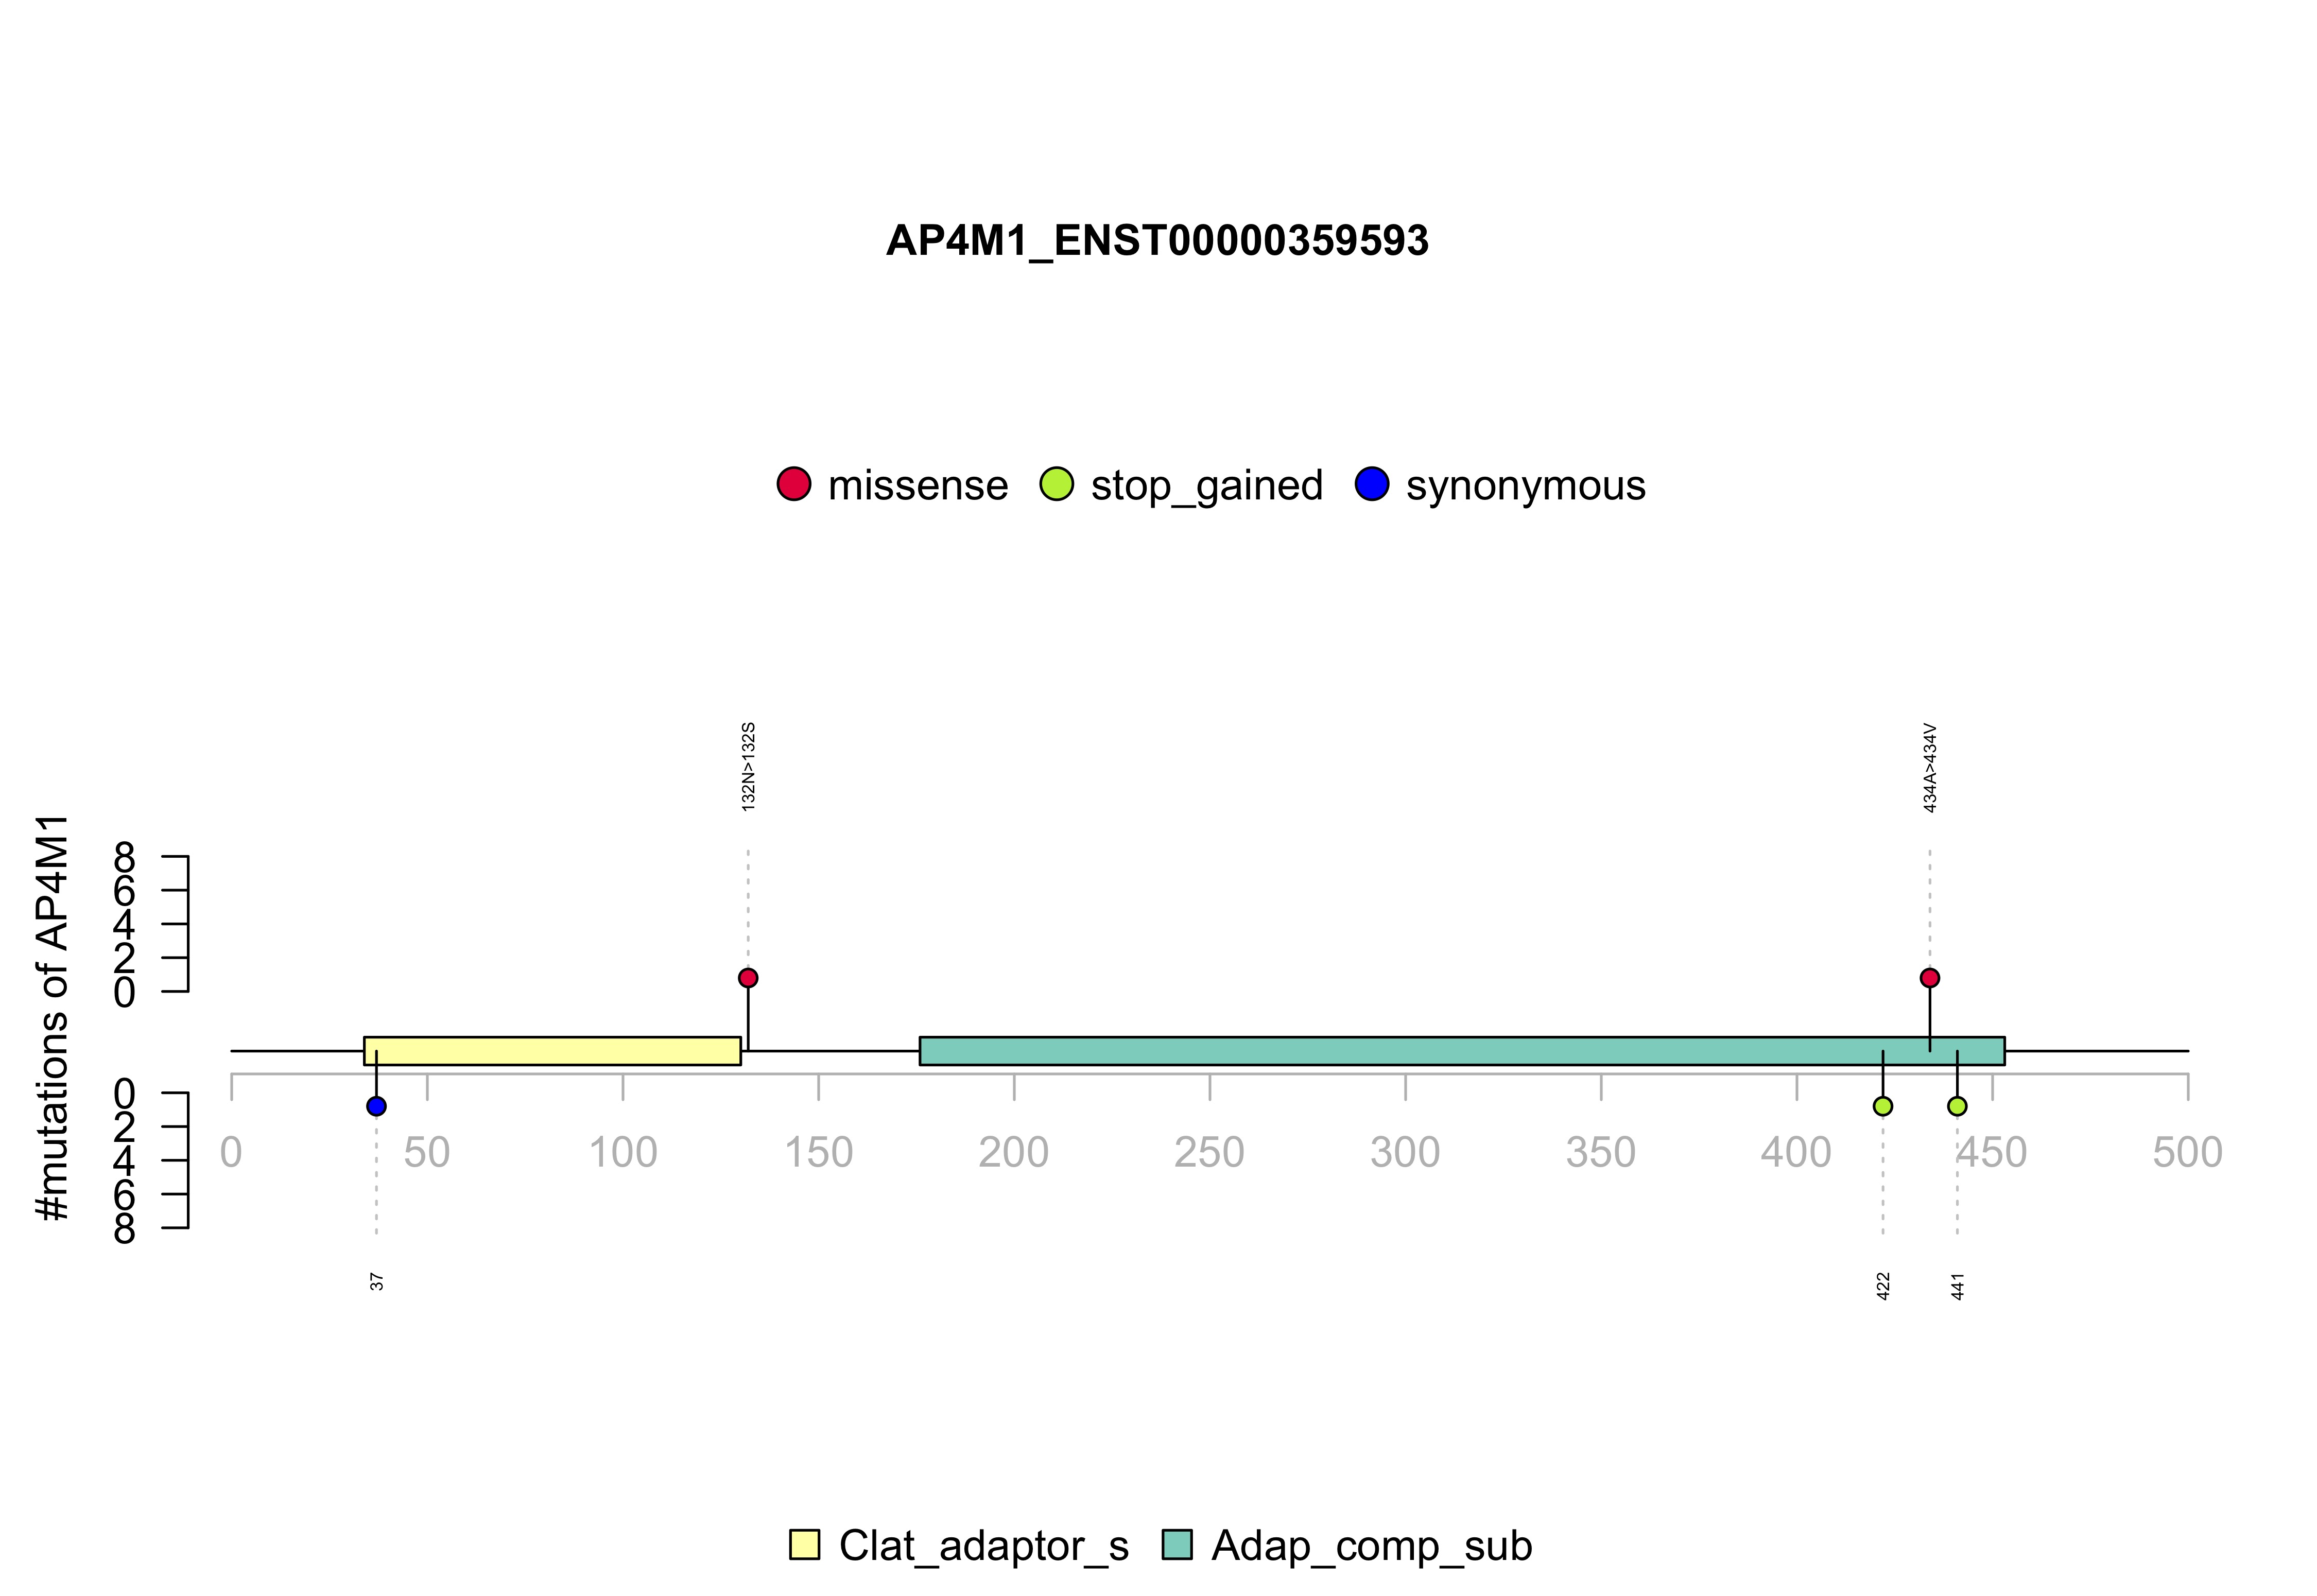 AP4M1_ENST00000359593
missense stop_gained synonymous
132N>132S 434A>434V
#mutations of AP4M1
8
6
4
2
0
0
2
4
6
8
0 50 100 150 200 250 300 350 400 450 500
37 422 441
Clat_adaptor_s Adap_comp_sub